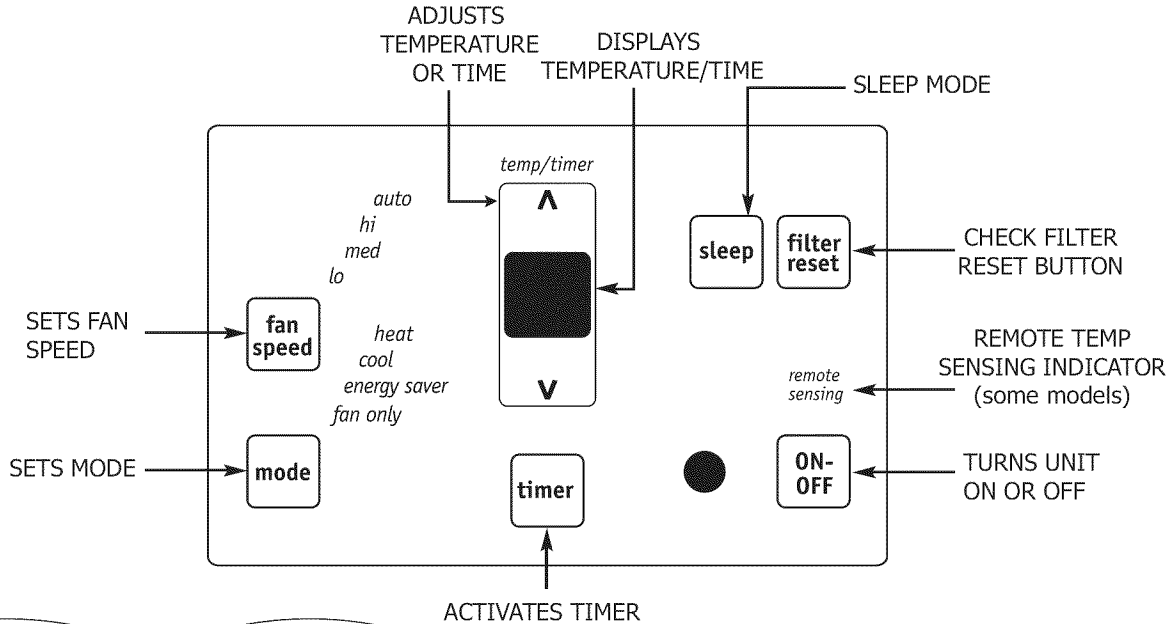 ADJUSTS
TEMPERATURE
OR TIME
DISPLAYS
TEMPERATURE/TIME
SLEEP MODE
temp/timer
auto
hi
med
lo
sleep
filter
reset
CHECK FILTER
RESET BUTTON
SETS FAN
SPEED
fan
speed
heat
cool
energy saver
fan only
remote
sensing
REMOTE TEMP
SENSING INDICATOR
(some models)
SETS MODE
mode
timer
ON-
OFF
TURNS UNIT
ON OR OFF
ACTIVATES TIMER